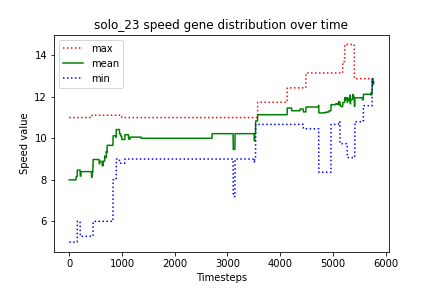 solo_23 speed gene distribution over time
max
mean
min
Speed value
14
12
10
8
6
0
1000
2000
3000
4000
5000
6000
Timesteps